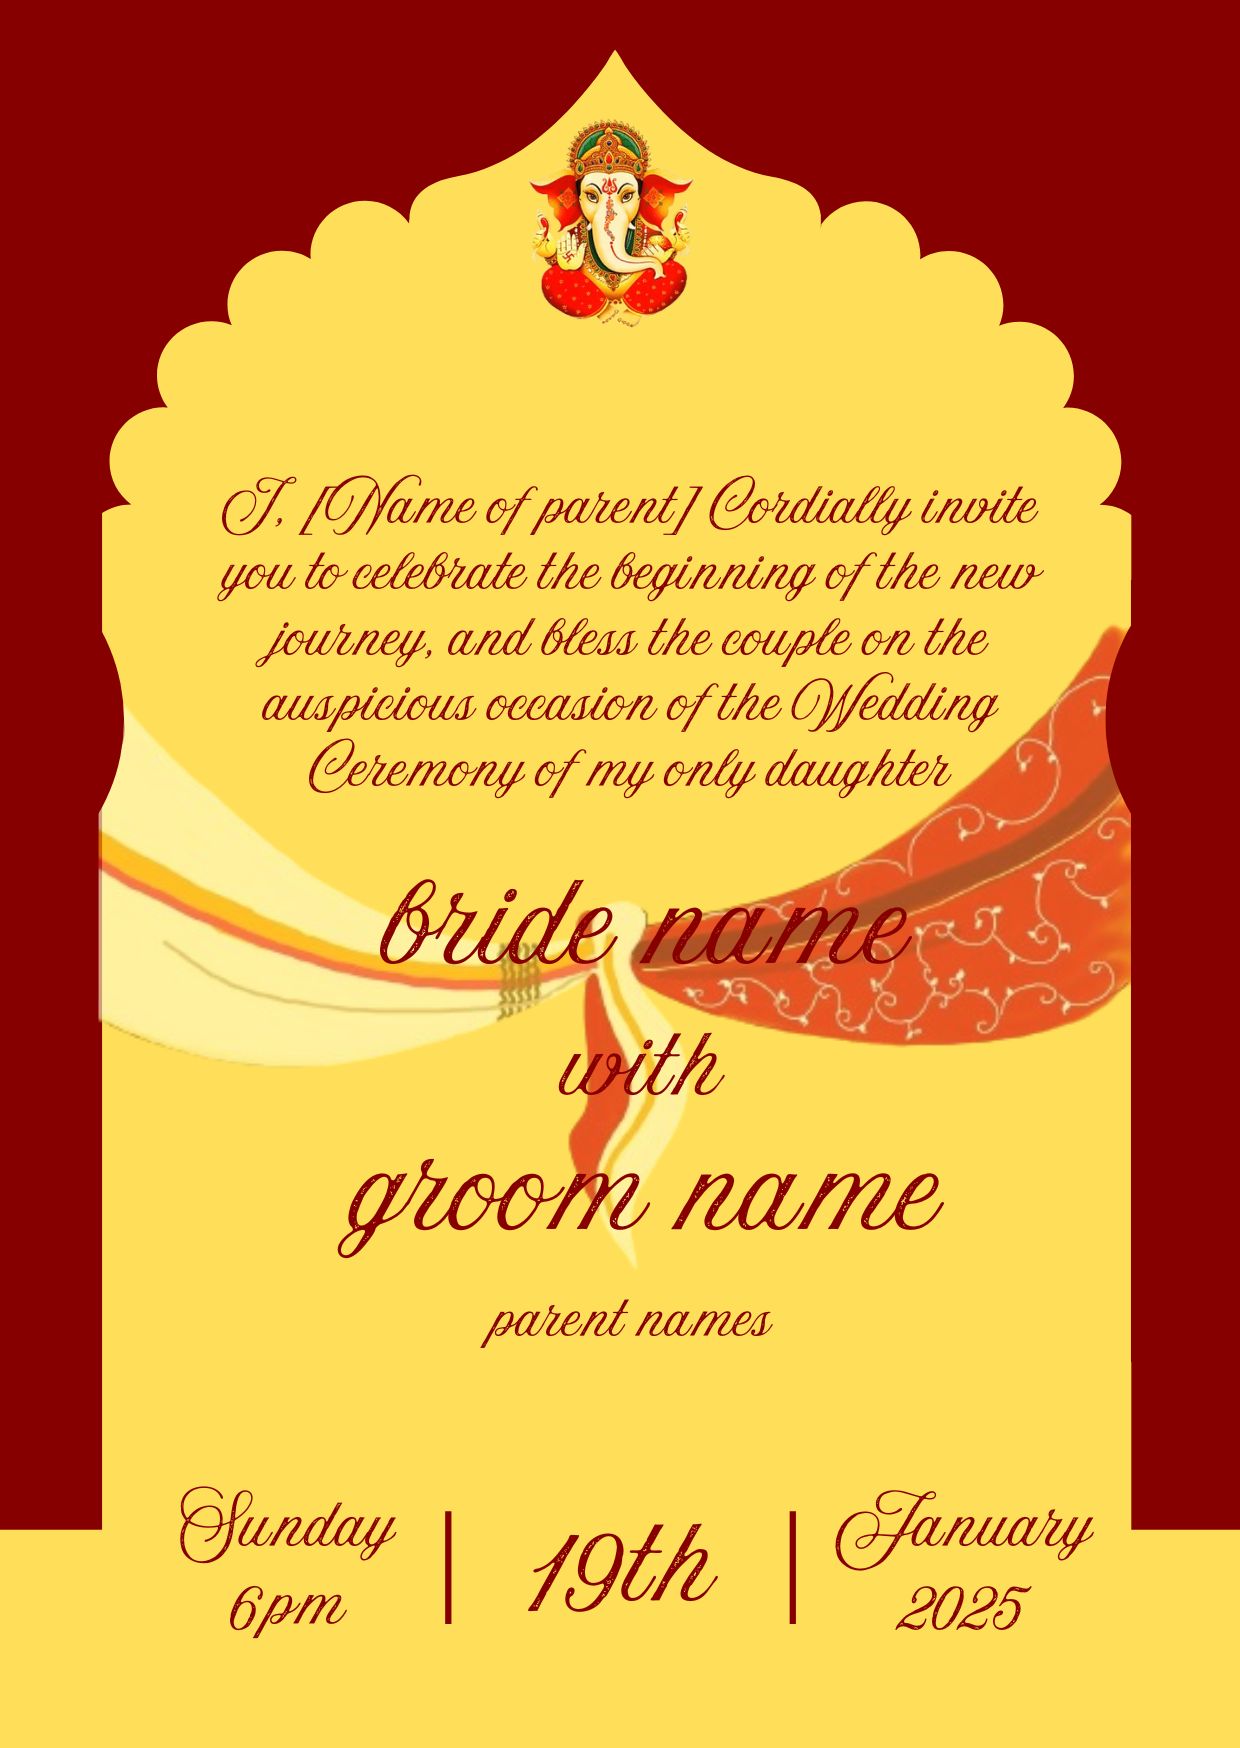 I, [Name of parent] Cordially invite
you to celebrate the beginning of the new
journey, and bless the couple on the
auspicious occasion of the Wedding
Ceremony of my only daughter
bride name
with
groom name
parent names
Sunday
6pm
19th
January
2025